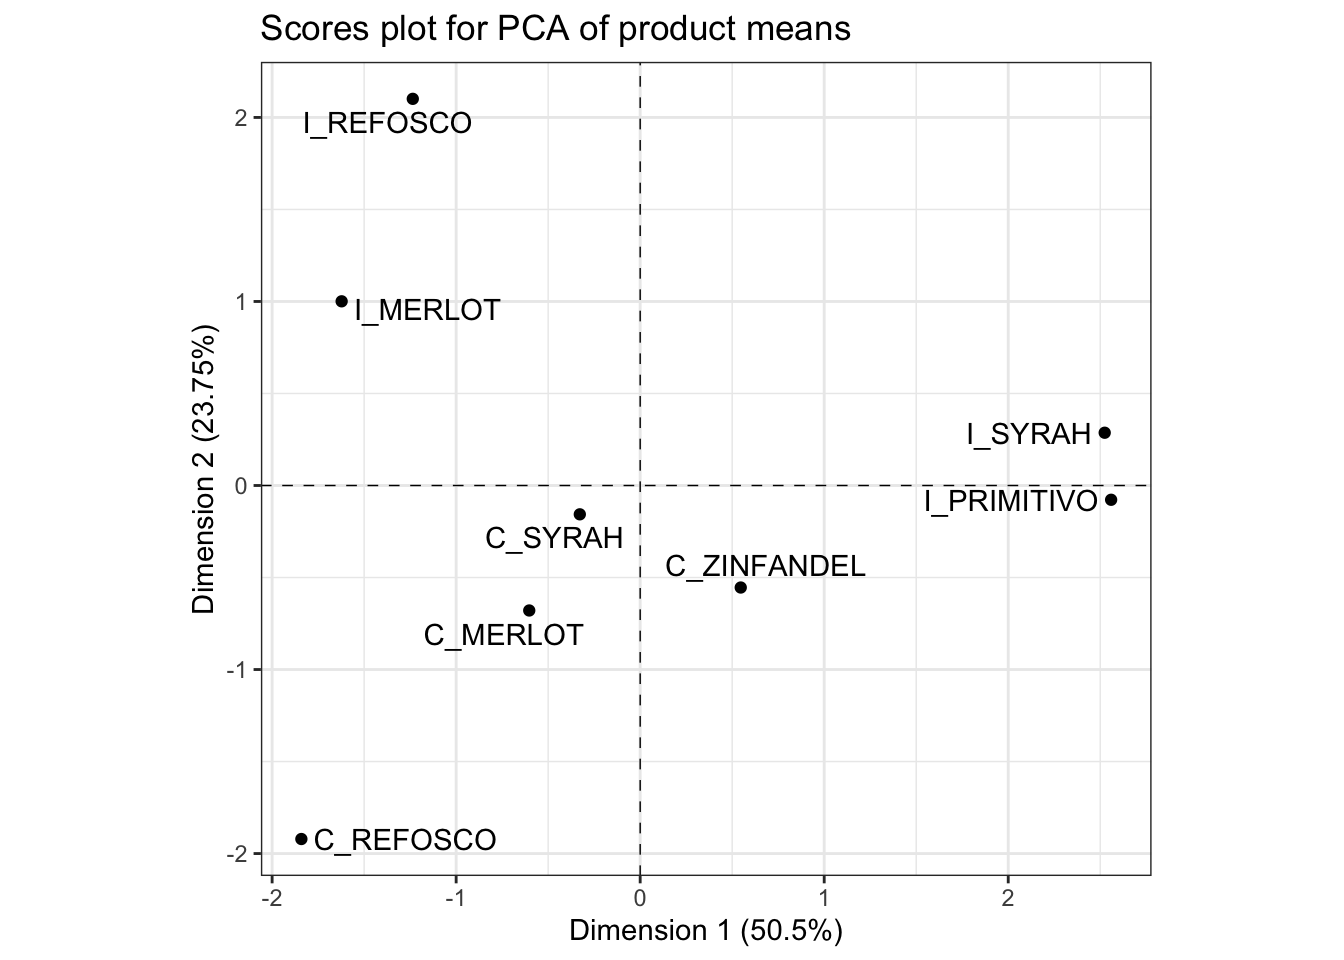 Scores plot for PCA of product means
2
I_REFOSCO
1
I_MERLOT
I_SYRAH
0
I_PRIMITIVO
C_SYRAH
C_ZINFANDEL
C_MERLOT
-1
C_REFOSCO
-2
-2 -1 0 1 2
Dimension 1 (50.5%)
Dimension 2 (23.75%)